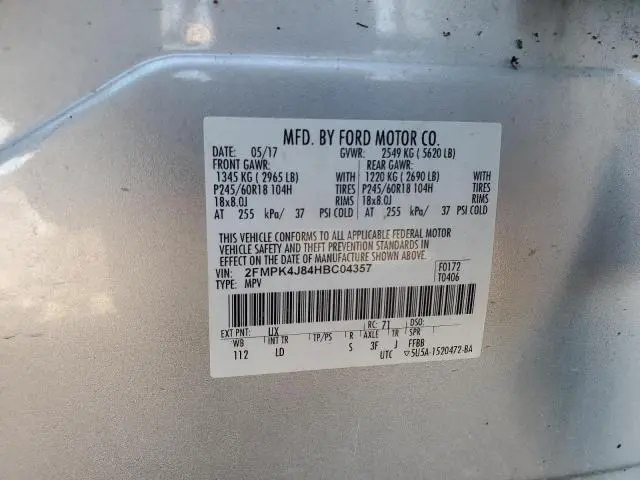 MFD. BY FORD MOTOR CO.
DATE: 05/17 GVWR: 2549 KG ( 5620 LB)
FRONT GAWR: REAR GAWR:
1345 KG ( 2965 LB) WITH 1220 KG ( 2690 LB) WITH
P245/60R18 104H TIRES P245/60R18 104H TIRES
18x8.0J RIMS 18x8.0J RIMS
AT 255 kPa/ 37 PSI COLD AT 255 kPa/ 37 PSI COLD
THIS VEHICLE CONFORMS TO ALL APPLICABLE FEDERAL MOTOR
VEHICLE SAFETY AND THEFT PREVENTION STANDARDS IN
EFFECT ON THE DATE OF MANUFACTURE SHOWN ABOVE.
VIN: 2FMPK4J84HBC04357 F0172
TYPE: MPV T0406
EXT PNT: UX RC: 71 DSO:
WB INT TR TP/PS R AXLE TR SPR
112 LD S 3F J FFBB
UTC ▽5U5A-1520472-BA